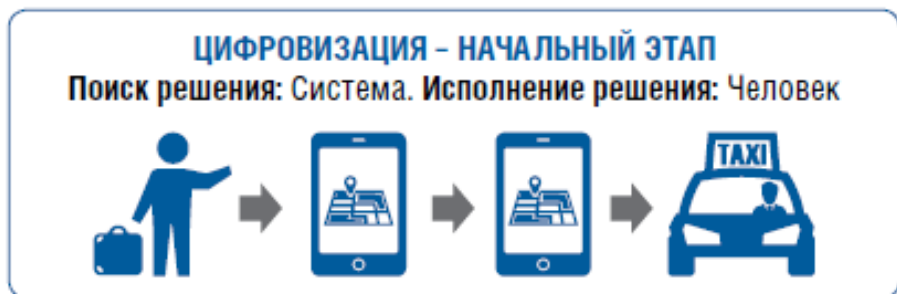 ЦИФРОВИЗАЦИЯ – НАЧАЛЬНЫЙ ЭТАП
Поиск решения: Система. Исполнение решения: Человек
TAXI